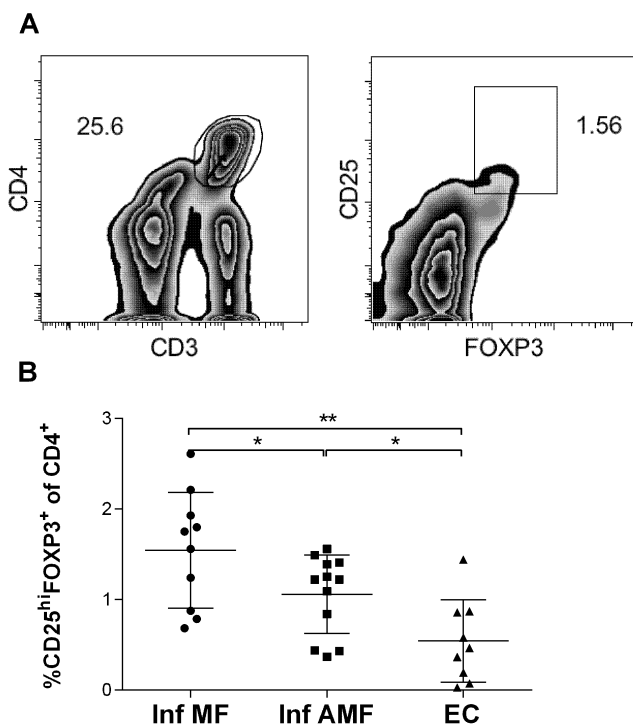 A
25.6
CD4
CD3
1.56
CD25
FOXP3
B
%CD25ʰⁱFOXP3⁺ of CD4⁺
3
2
1
0
**
*
*
Inf MF
Inf AMF
EC